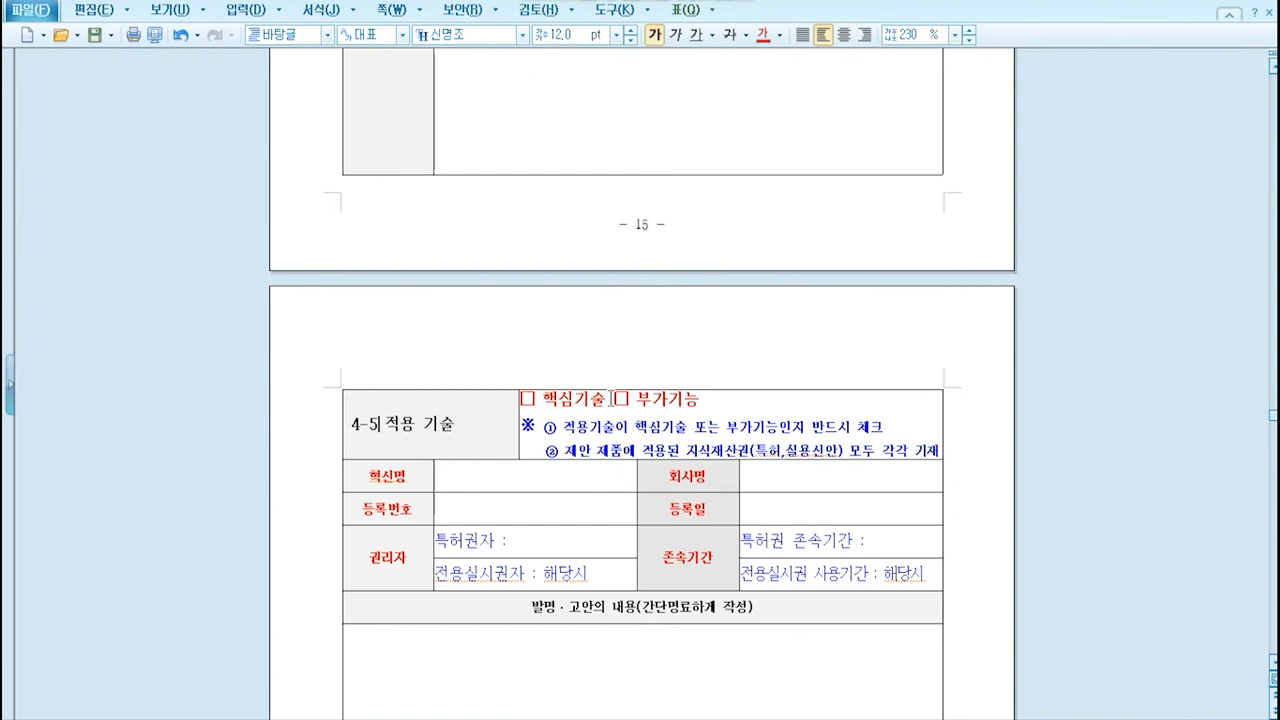 파일(F) 편집(E) 보기(U) 입력(D) 서식(J) 쪽(W) 보안(R) 검토(H) 도구(K) 표(Q)
바탕글 대표 신명조 12.0 pt 가 가 가 가 가 230 %
- 15 -
4-5 적용 기술
□ 핵심기술 □ 부가기능
※ ① 적용기술이 핵심기술 또는 부가기능인지 반드시 체크
② 제안 제품에 적용된 지식재산권(특허,실용신안) 모두 각각 기재
혁신명 회사명
등록번호 등록일
권리자 특허권자 : 존속기간 특허권 존속기간 :
전용실시권자 : 해당시 전용실시권 사용기간 : 해당시
발명·고안의 내용(간단명료하게 작성)